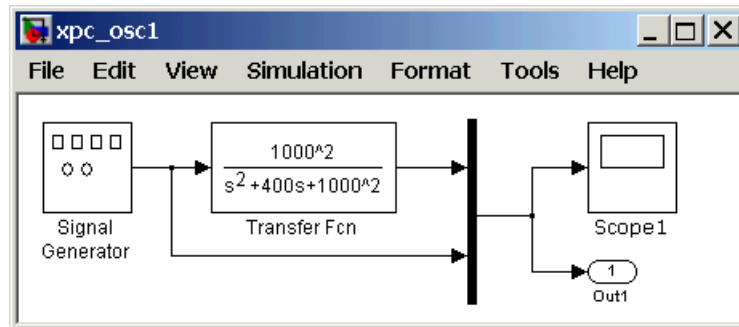 xpc_osc1
File Edit View Simulation Format Tools Help
1000^2
s^2+400s+1000^2
Signal
Generator
Transfer Fcn
Scope1
1
Out1